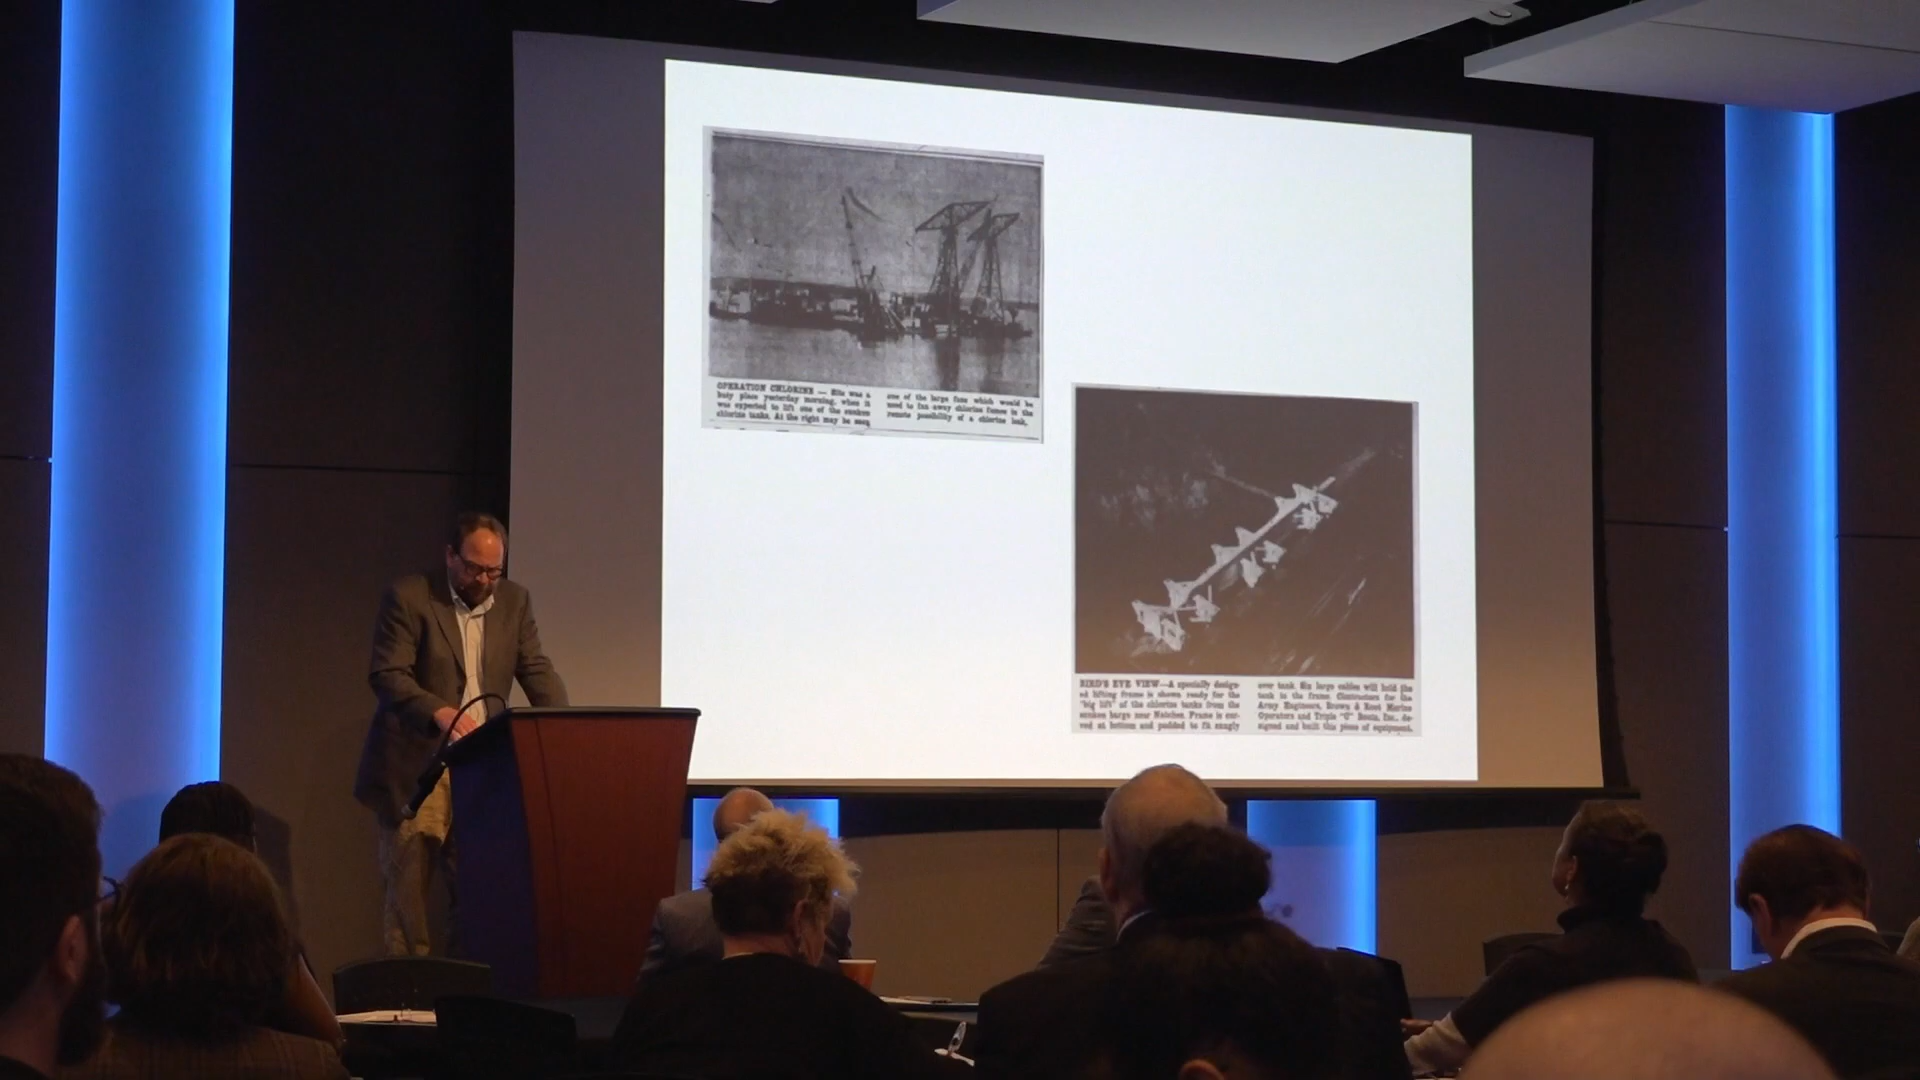 OPERATION CHLORINE — Site was a
busy place yesterday morning, when it
was expected to lift one of the sunken
chlorine tanks. At the right may be seen
one of the large fans which would be
used to fan away chlorine fumes in the
remote possibility of a chlorine leak.
BIRD'S EYE VIEW—A specially design-
ed lifting frame is shown ready for the
"big lift" of the chlorine tanks from the
sunken barge near Natchez. Frame is cur-
ved at bottom and padded to fit snugly
over tank. Six large cables will hold the
tank to the frame. Contractors for the
Army Engineers, Brown & Root Marine
Operators and Triple "C" Boats, Inc., de-
signed and built this piece of equipment.